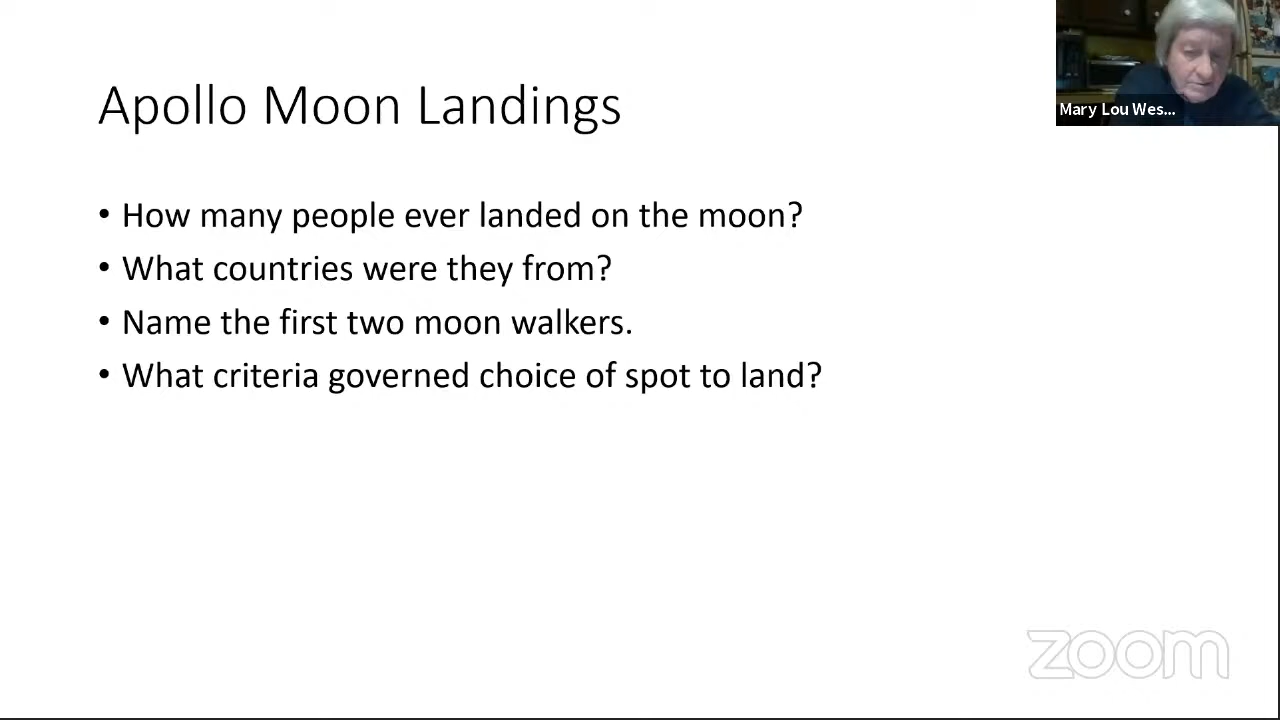 Apollo Moon Landings
Mary Lou Wes...
• How many people ever landed on the moon?
• What countries were they from?
• Name the first two moon walkers.
• What criteria governed choice of spot to land?
zoom